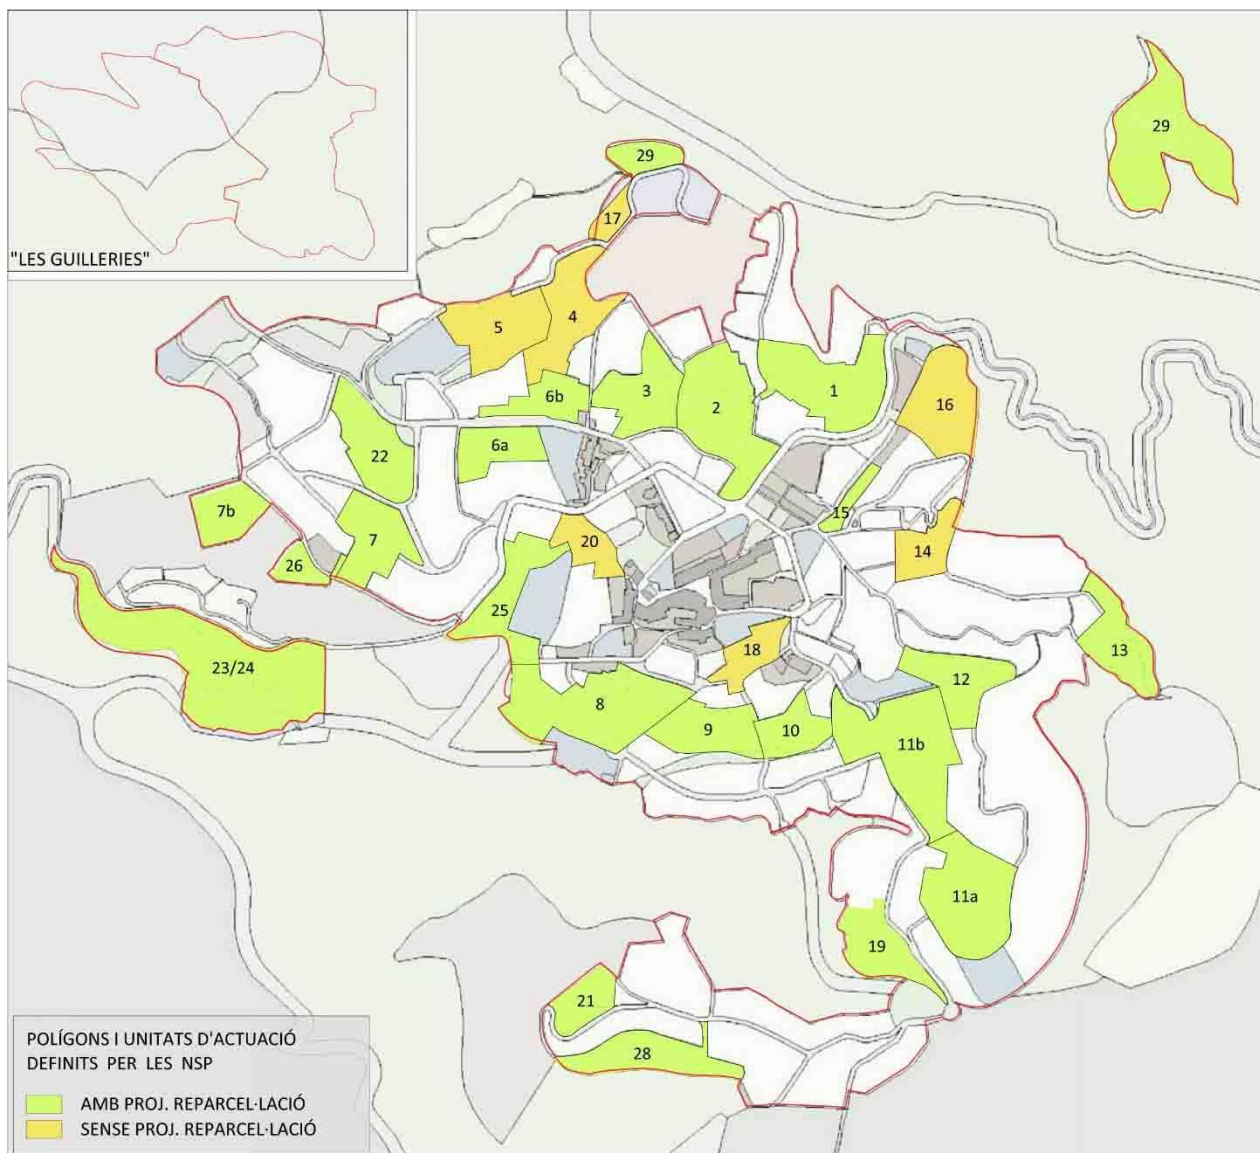 29
29
"LES GUILLERIES"
17
5
4
6b
3
2
1
16
6a
22
7b
7
15
20
14
26
25
23/24
18
13
12
8
9
10
11b
11a
19
21
28
POLÍGONS I UNITATS D'ACTUACIÓ
DEFINITS PER LES NSP
AMB PROJ. REPARCEL·LACIÓ
SENSE PROJ. REPARCEL·LACIÓ